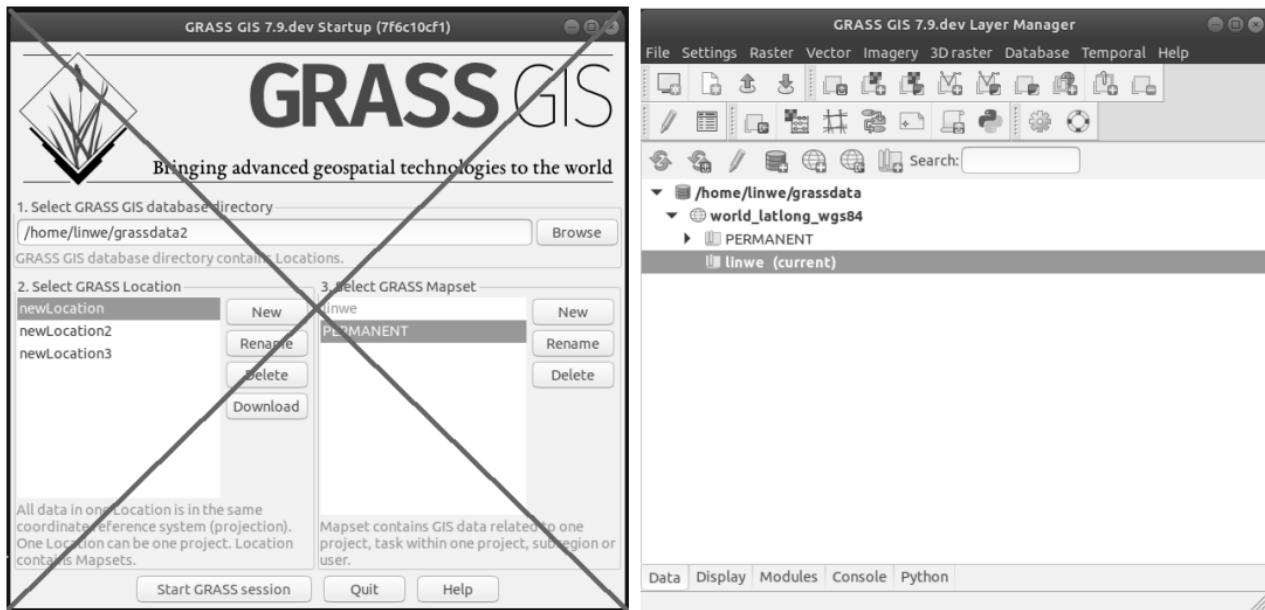 GRASS GIS 7.9.dev Startup (7f6c10cf1)
GRASS GIS
Bringing advanced geospatial technologies to the world
1. Select GRASS GIS database directory
/home/linwe/grassdata2
Browse
GRASS GIS database directory contains Locations.
2. Select GRASS Location
newLocation
newLocation2
newLocation3
New
Rename
Delete
Download
All data in one Location is in the same
coordinate reference system (projection).
One Location can be one project. Location
contains Mapsets.
3. Select GRASS Mapset
linwe
PERMANENT
New
Rename
Delete
Mapset contains GIS data related to one
project, task within one project, subregion or
user.
Start GRASS session Quit Help
GRASS GIS 7.9.dev Layer Manager
File Settings Raster Vector Imagery 3D raster Database Temporal Help
Search:
/home/linwe/grassdata
world_latlong_wgs84
PERMANENT
linwe (current)
Data Display Modules Console Python